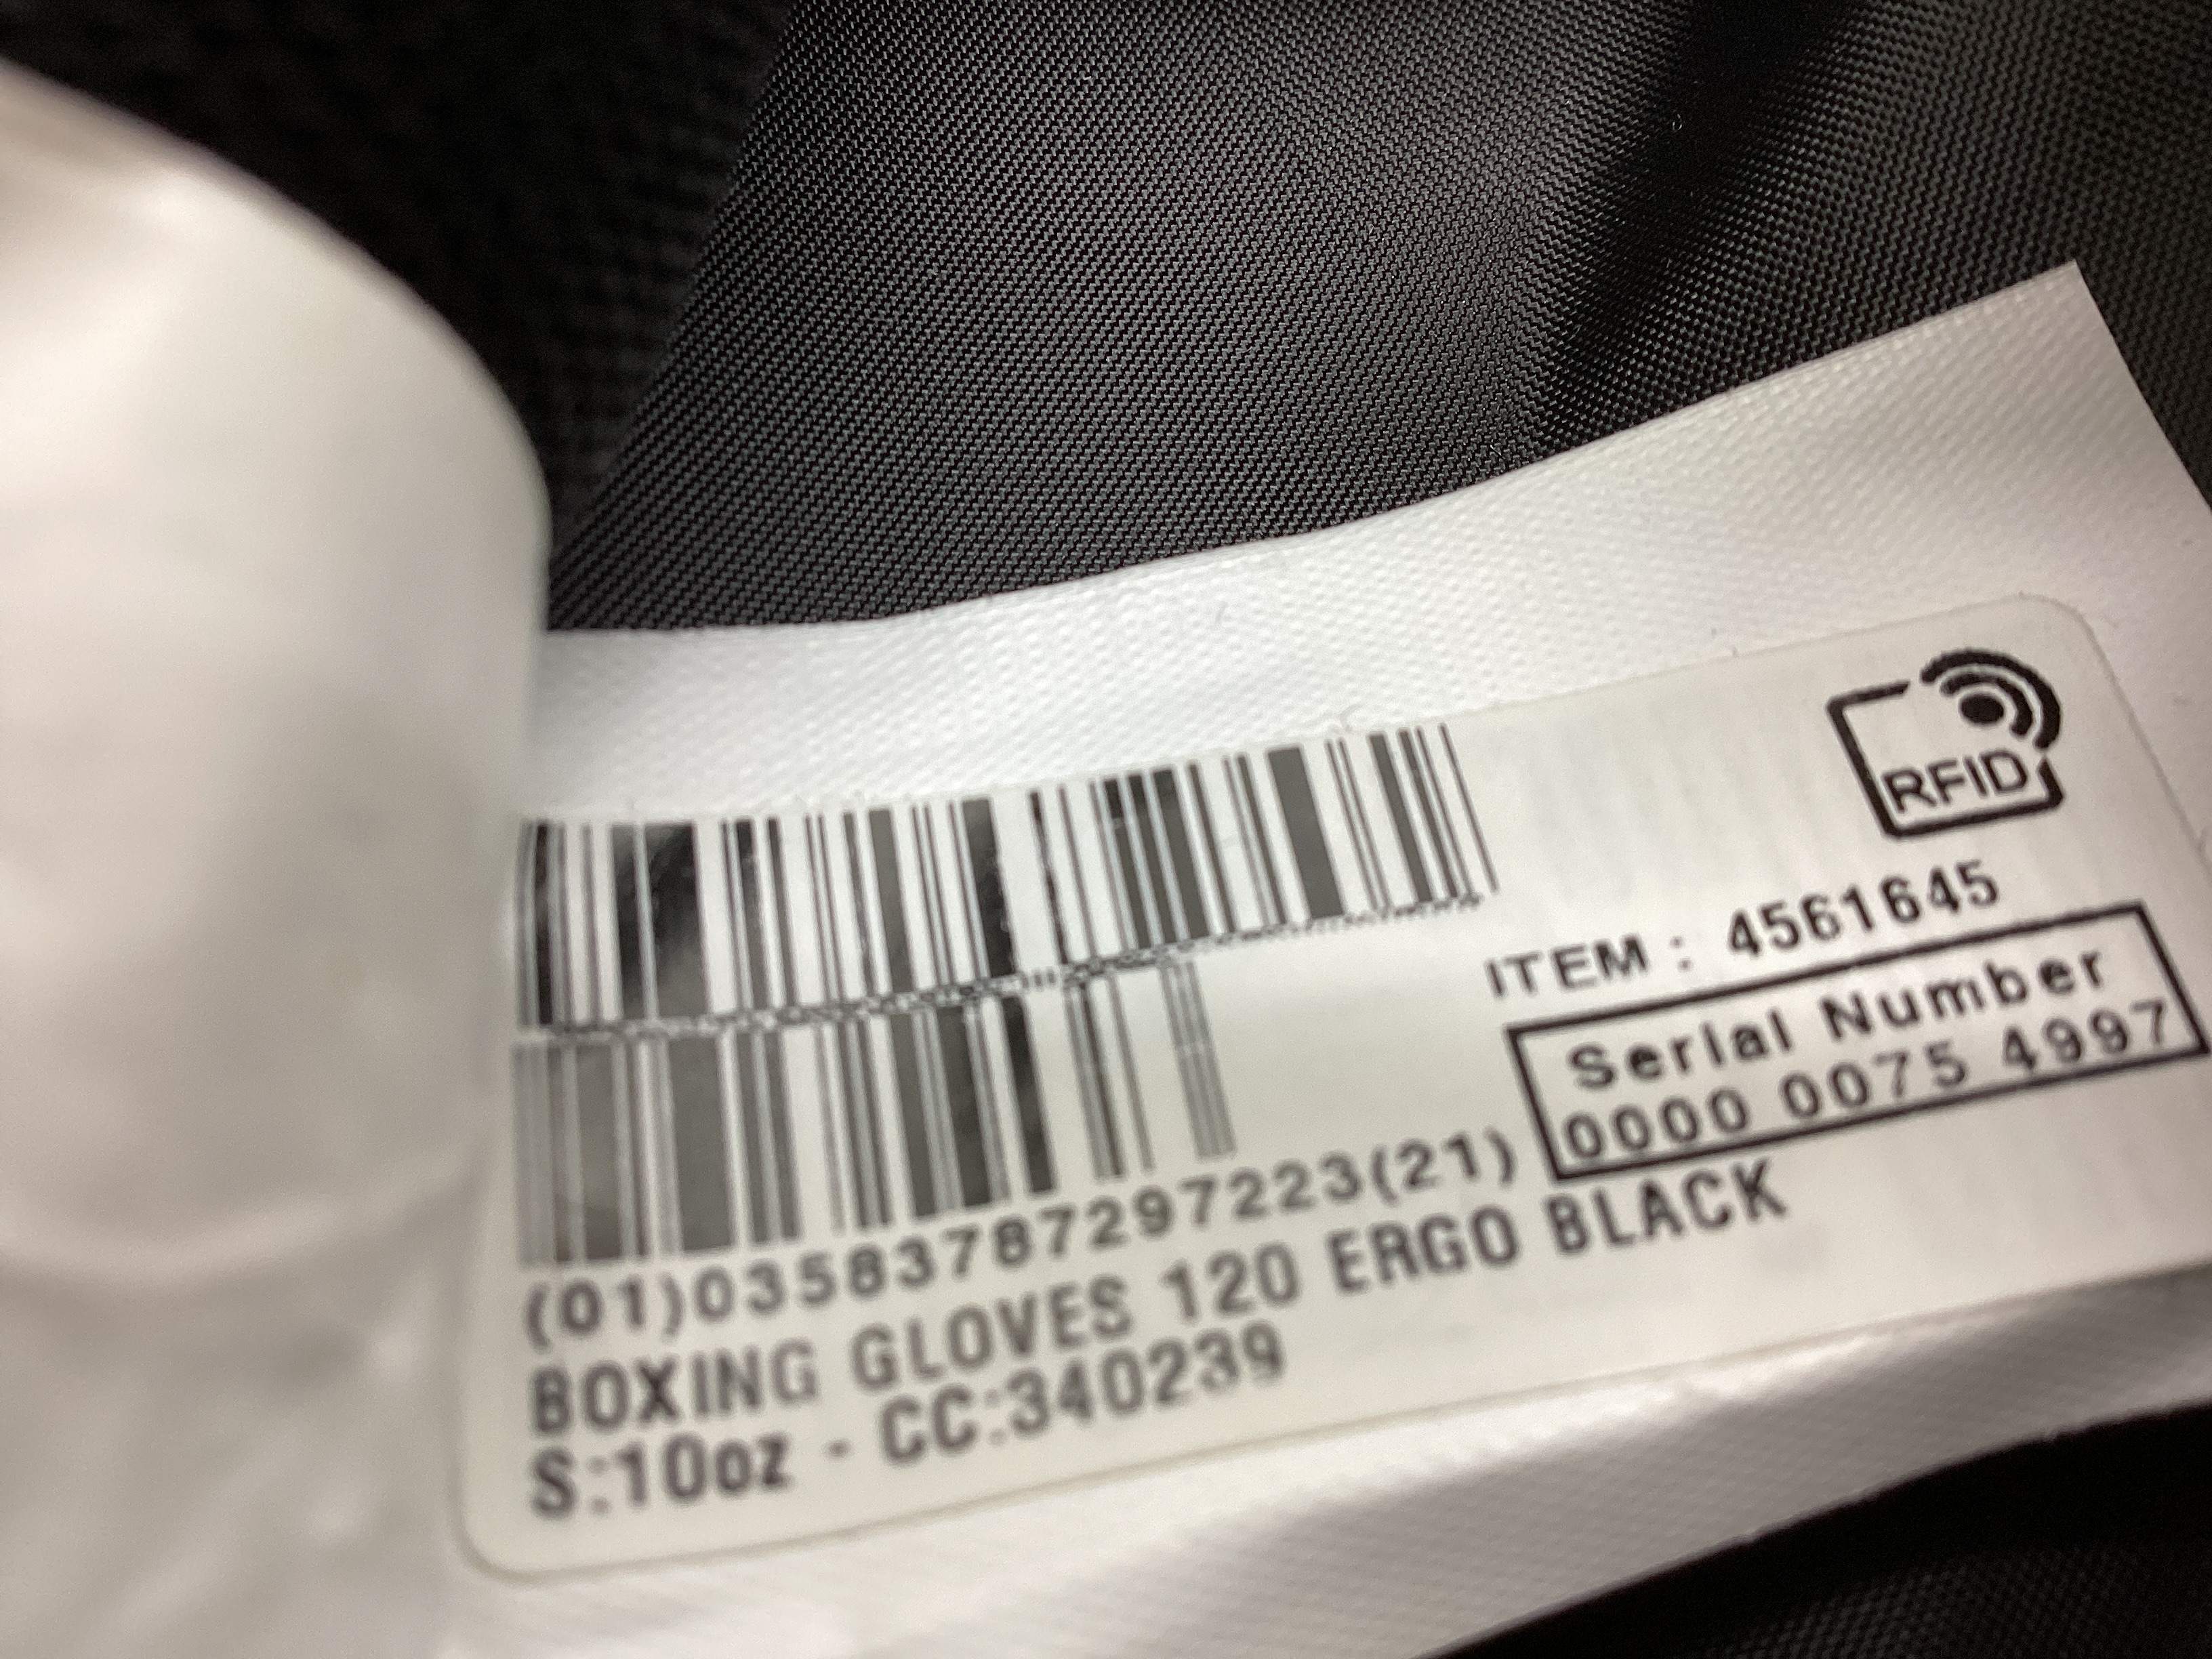 RFID
ITEM : 4561645
Serial Number
0000 0075 4997
(01)03583787297223(21)
BOXING GLOVES 120 ERGO BLACK
S:10oz - CC:340239